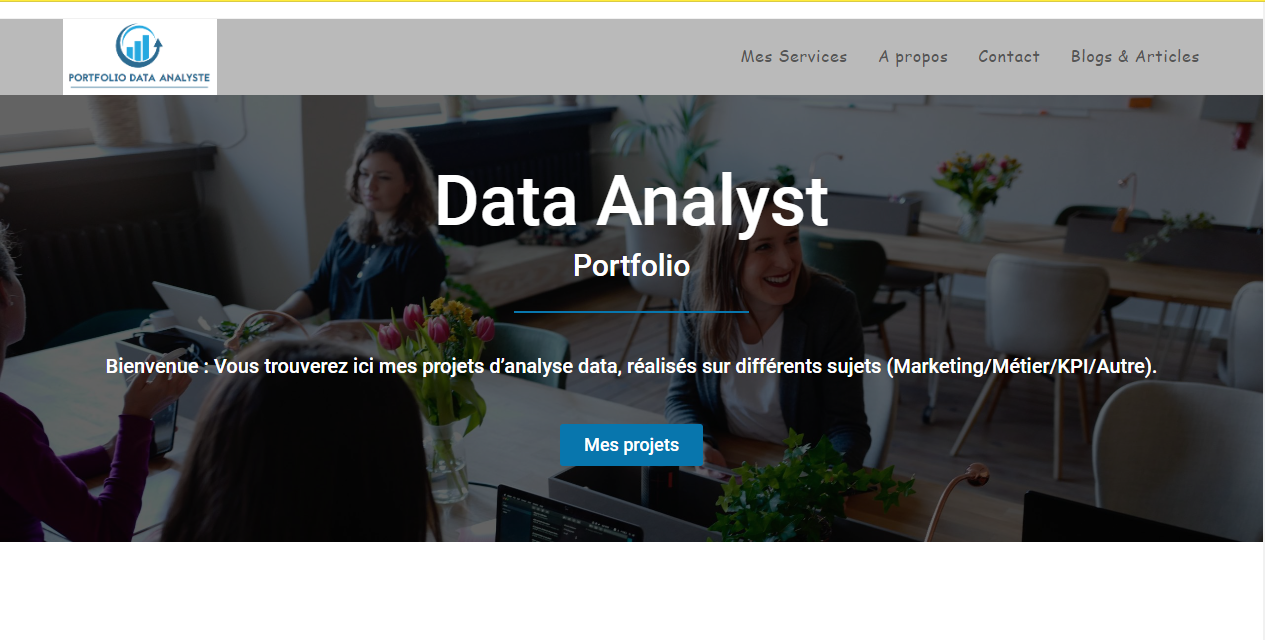 PORTFOLIO DATA ANALYSTE
Mes Services
A propos
Contact
Blogs & Articles
Data Analyst
Portfolio
Bienvenue : Vous trouverez ici mes projets d’analyse data, réalisés sur différents sujets (Marketing/Métier/KPI/Autre).
Mes projets